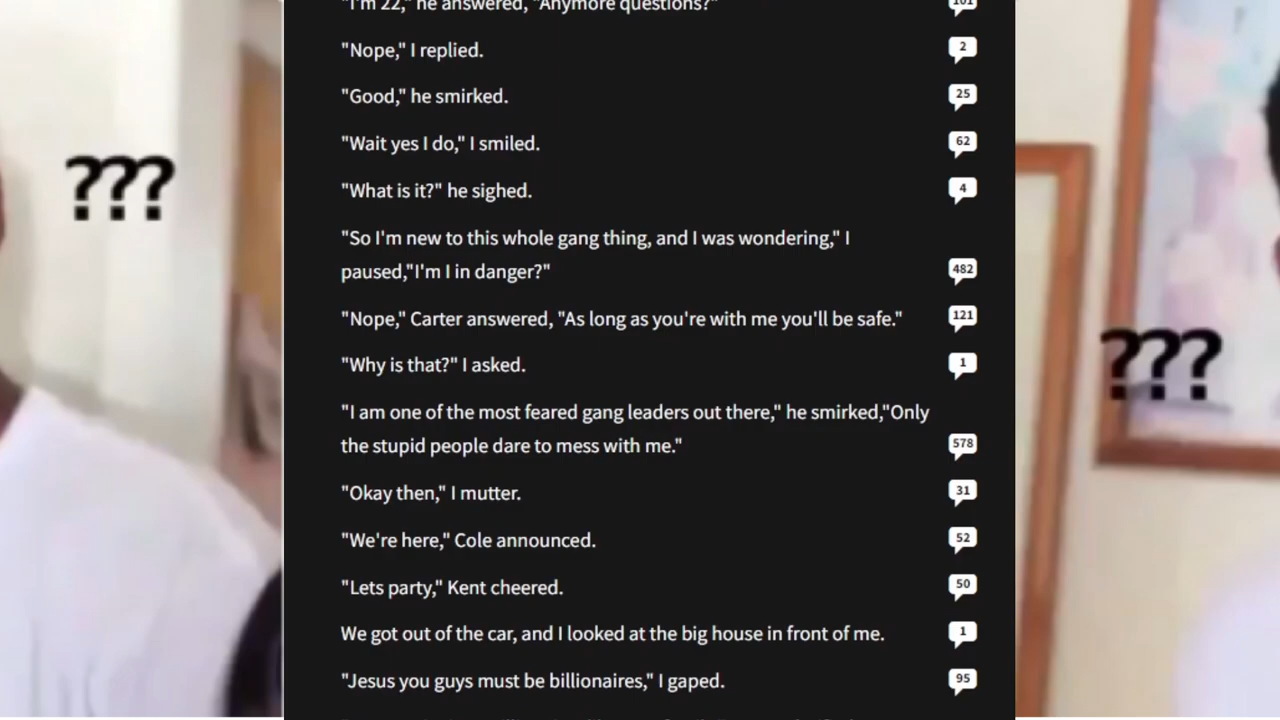 "I'm 22," he answered, "Anymore questions?"
101
"Nope," I replied.
2
"Good," he smirked.
25
"Wait yes I do," I smiled.
62
???
"What is it?" he sighed.
4
"So I'm new to this whole gang thing, and I was wondering," I
paused,"I'm I in danger?"
482
"Nope," Carter answered, "As long as you're with me you'll be safe."
121
"Why is that?" I asked.
1
???
"I am one of the most feared gang leaders out there," he smirked,"Only
the stupid people dare to mess with me."
578
"Okay then," I mutter.
31
"We're here," Cole announced.
52
"Lets party," Kent cheered.
50
We got out of the car, and I looked at the big house in front of me.
1
"Jesus you guys must be billionaires," I gaped.
95